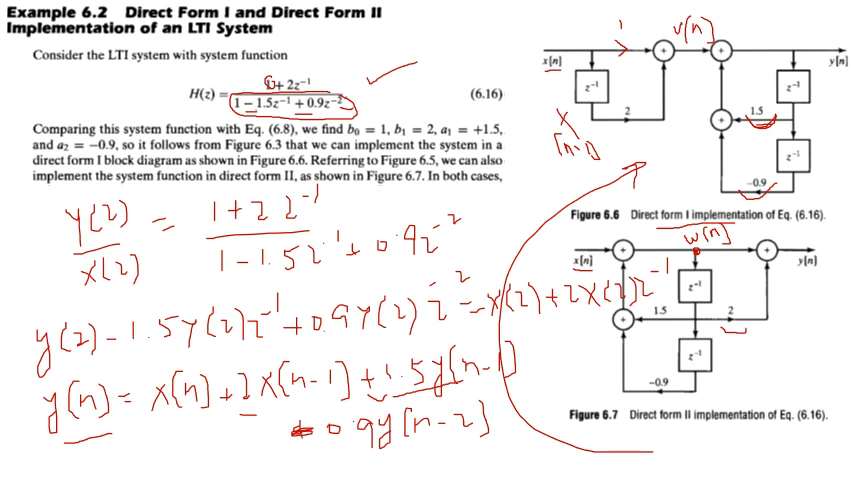 Example 6.2 Direct Form I and Direct Form II
Implementation of an LTI System
Consider the LTI system with system function
H(z) = (1 + 2z⁻¹) / (1 − 1.5z⁻¹ + 0.9z⁻²) (6.16)
Comparing this system function with Eq. (6.8), we find b₀ = 1, b₁ = 2, a₁ = +1.5,
and a₂ = −0.9, so it follows from Figure 6.3 that we can implement the system in a
direct form I block diagram as shown in Figure 6.6. Referring to Figure 6.5, we can also
implement the system function in direct form II, as shown in Figure 6.7. In both cases,
Y(z) / X(z) = (1 + 2z⁻¹) / (1 − 1.5z⁻¹ + 0.9z⁻²)
y(z) − 1.5Y(z)z⁻¹ + 0.9Y(z)z⁻² = X(z) + 2X(z)z⁻¹
y(n) = x[n] + 2x[n−1] + 1.5y[n−1]
0.9y[n−2]
1
v[n]
x[n]
+
+
y[n]
z⁻¹
z⁻¹
2
+
1.5
x
[n-1]
z⁻¹
−0.9
Figure 6.6 Direct form I implementation of Eq. (6.16).
w[n]
x[n]
+
+
y[n]
z⁻¹
+
1.5
2
z⁻¹
−0.9
Figure 6.7 Direct form II implementation of Eq. (6.16).